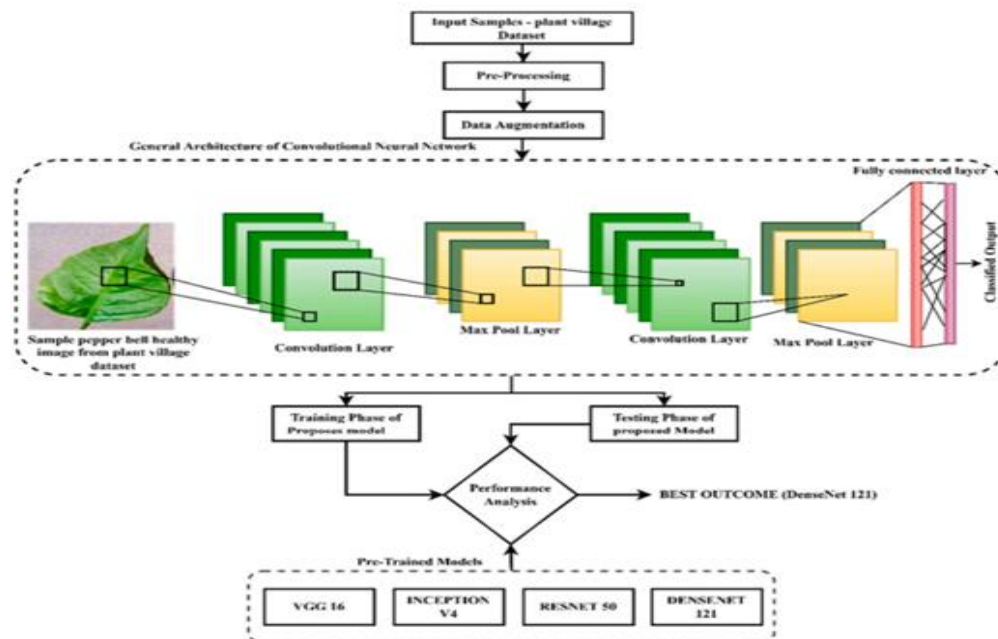 Input Samples - plant village
Dataset
Pre-Processing
Data Augmentation
General Architecture of Convolutional Neural Network
Fully connected layer
Classified Output
Sample pepper bell healthy
image from plant village
dataset
Convolution Layer
Max Pool Layer
Convolution Layer
Max Pool Layer
Training Phase of
Proposes model
Testing Phase of
proposed Model
Performance
Analysis
BEST OUTCOME (DenseNet 121)
Pre-Trained Models
VGG 16
INCEPTION
V4
RESNET 50
DENSENET
121